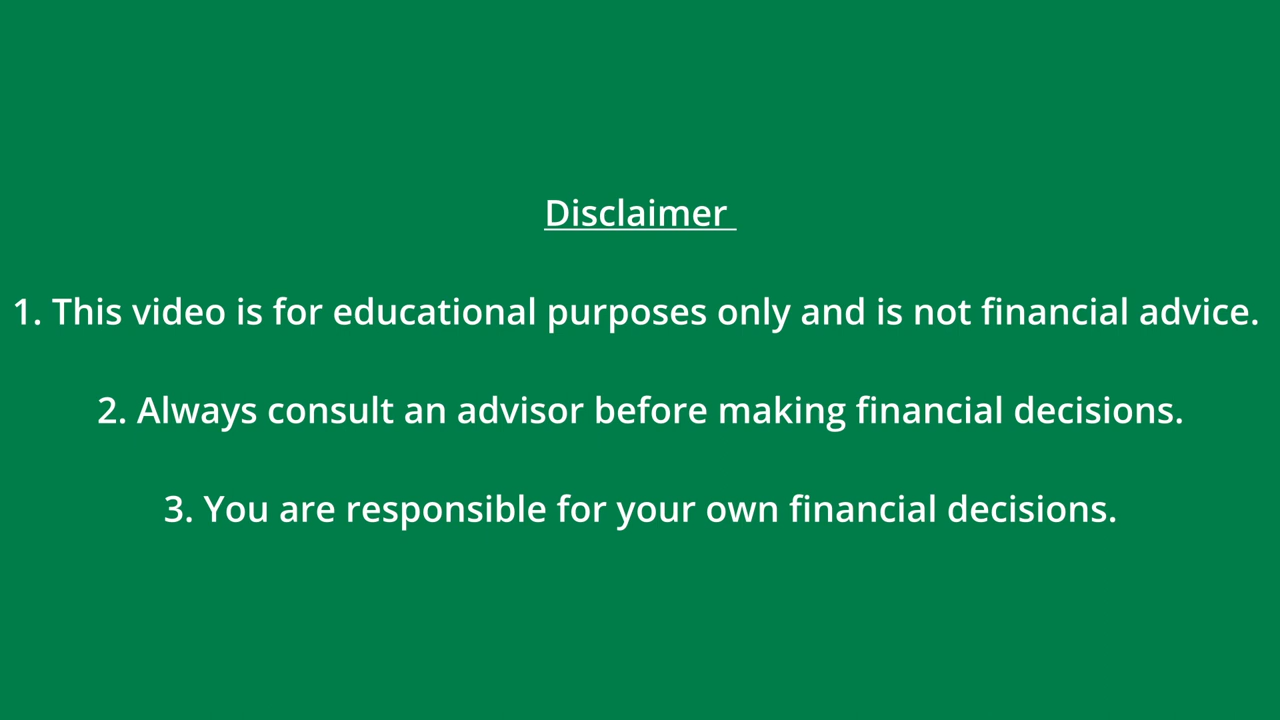 Disclaimer
1. This video is for educational purposes only and is not financial advice.
2. Always consult an advisor before making financial decisions.
3. You are responsible for your own financial decisions.